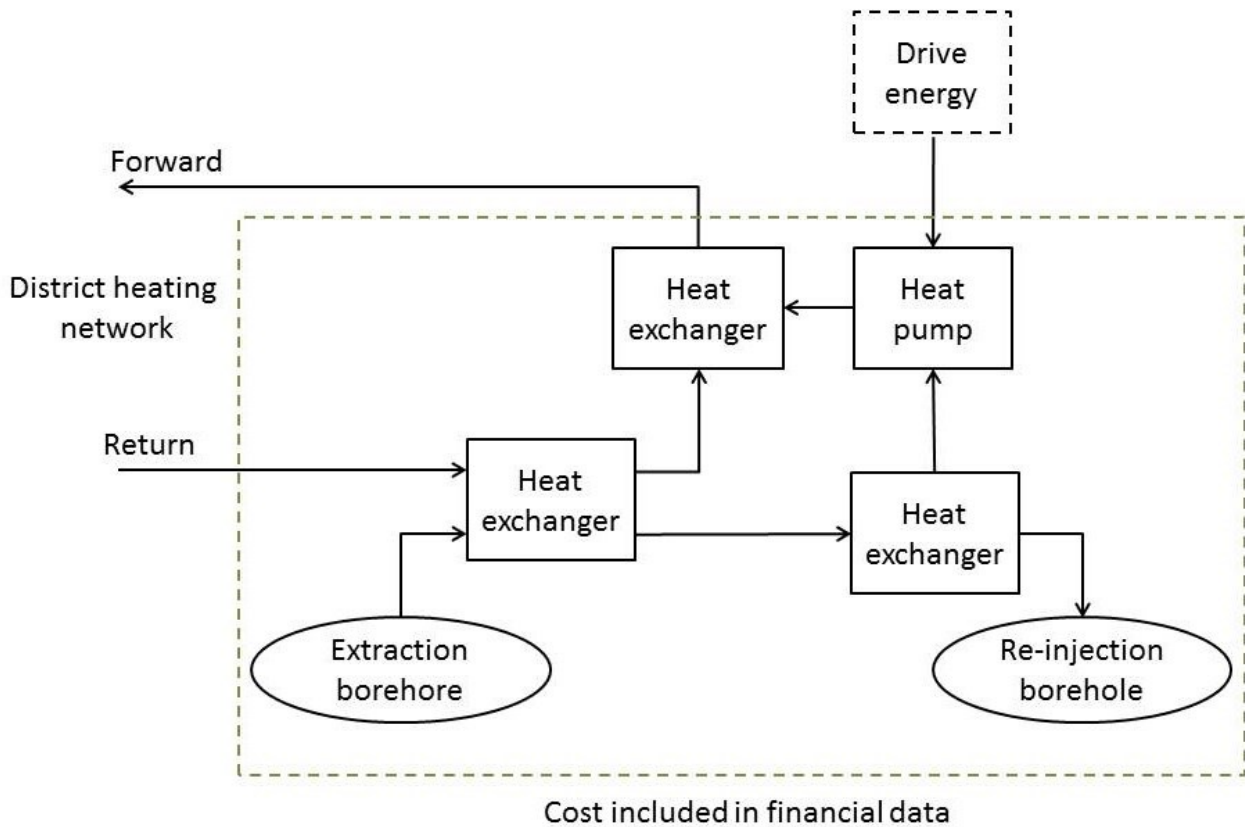 Drive
energy
Forward
District heating
network
Heat
exchanger
Heat
pump
Return
Heat
exchanger
Heat
exchanger
Extraction
borehore
Re-injection
borehole
Cost included in financial data